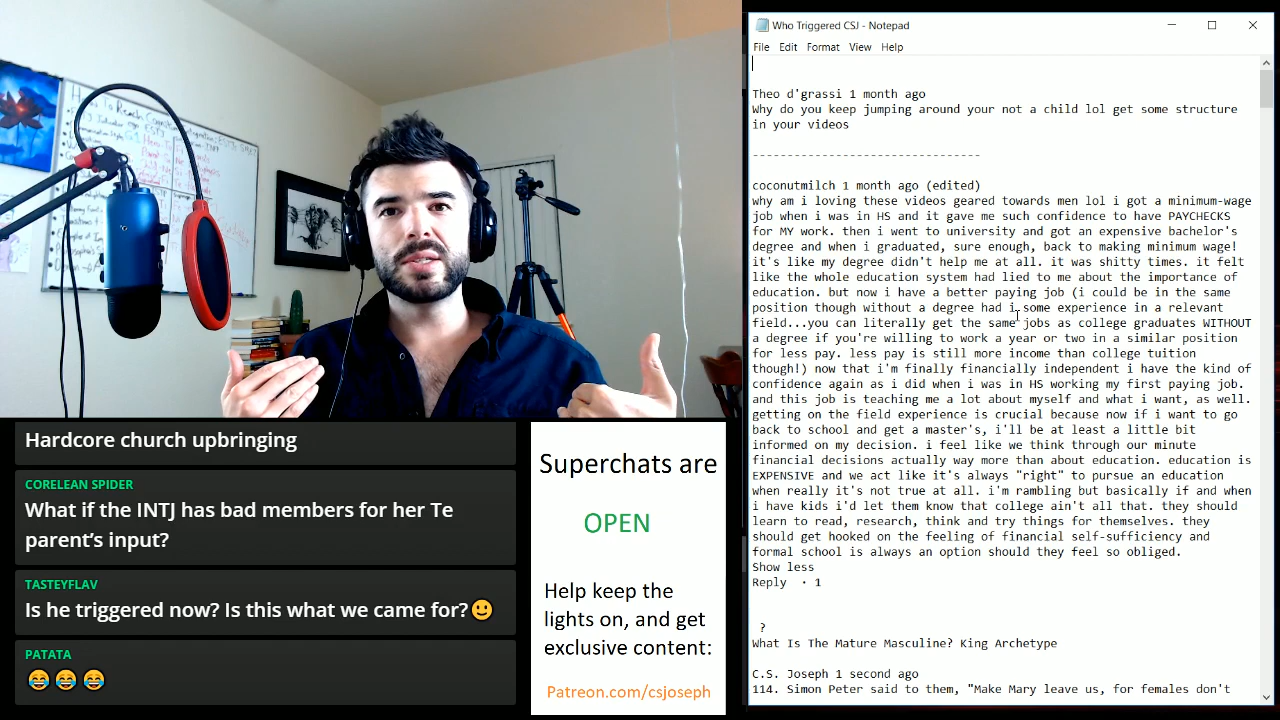 Who Triggered CSJ - Notepad
File Edit Format View Help
Theo d'grassi 1 month ago
Why do you keep jumping around your not a child lol get some structure
in your videos
------------------------------
coconutmilch 1 month ago (edited)
why am i loving these videos geared towards men lol i got a minimum-wage
job when i was in HS and it gave me such confidence to have PAYCHECKS
for MY work. then i went to university and got an expensive bachelor's
degree and when i graduated, sure enough, back to making minimum wage!
it's like my degree didn't help me at all. it was shitty times. it felt
like the whole education system had lied to me about the importance of
education. but now i have a better paying job (i could be in the same
position though without a degree had i some experience in a relevant
field...you can literally get the same jobs as college graduates WITHOUT
a degree if you're willing to work a year or two in a similar position
for less pay. less pay is still more income than college tuition
though!) now that i'm finally financially independent i have the kind of
confidence again as i did when i was in HS working my first paying job.
and this job is teaching me a lot about myself and what i want, as well.
getting on the field experience is crucial because now if i want to go
back to school and get a master's, i'll be at least a little bit
informed on my decision. i feel like we think through our minute
financial decisions actually way more than about education. education is
EXPENSIVE and we act like it's always "right" to pursue an education
when really it's not true at all. i'm rambling but basically if and when
i have kids i'd let them know that college ain't all that. they should
learn to read, research, think and try things for themselves. they
should get hooked on the feeling of financial self-sufficiency and
formal school is always an option should they feel so obliged.
Show less
Reply · 1
?
What Is The Mature Masculine? King Archetype
C.S. Joseph 1 second ago
114. Simon Peter said to them, "Make Mary leave us, for females don't
Hardcore church upbringing
CORELEAN SPIDER
What if the INTJ has bad members for her Te
parent's input?
TASTEYFLAV
Is he triggered now? Is this what we came for?
PATATA
Superchats are
OPEN
Help keep the
lights on, and get
exclusive content:
Patreon.com/csjoseph